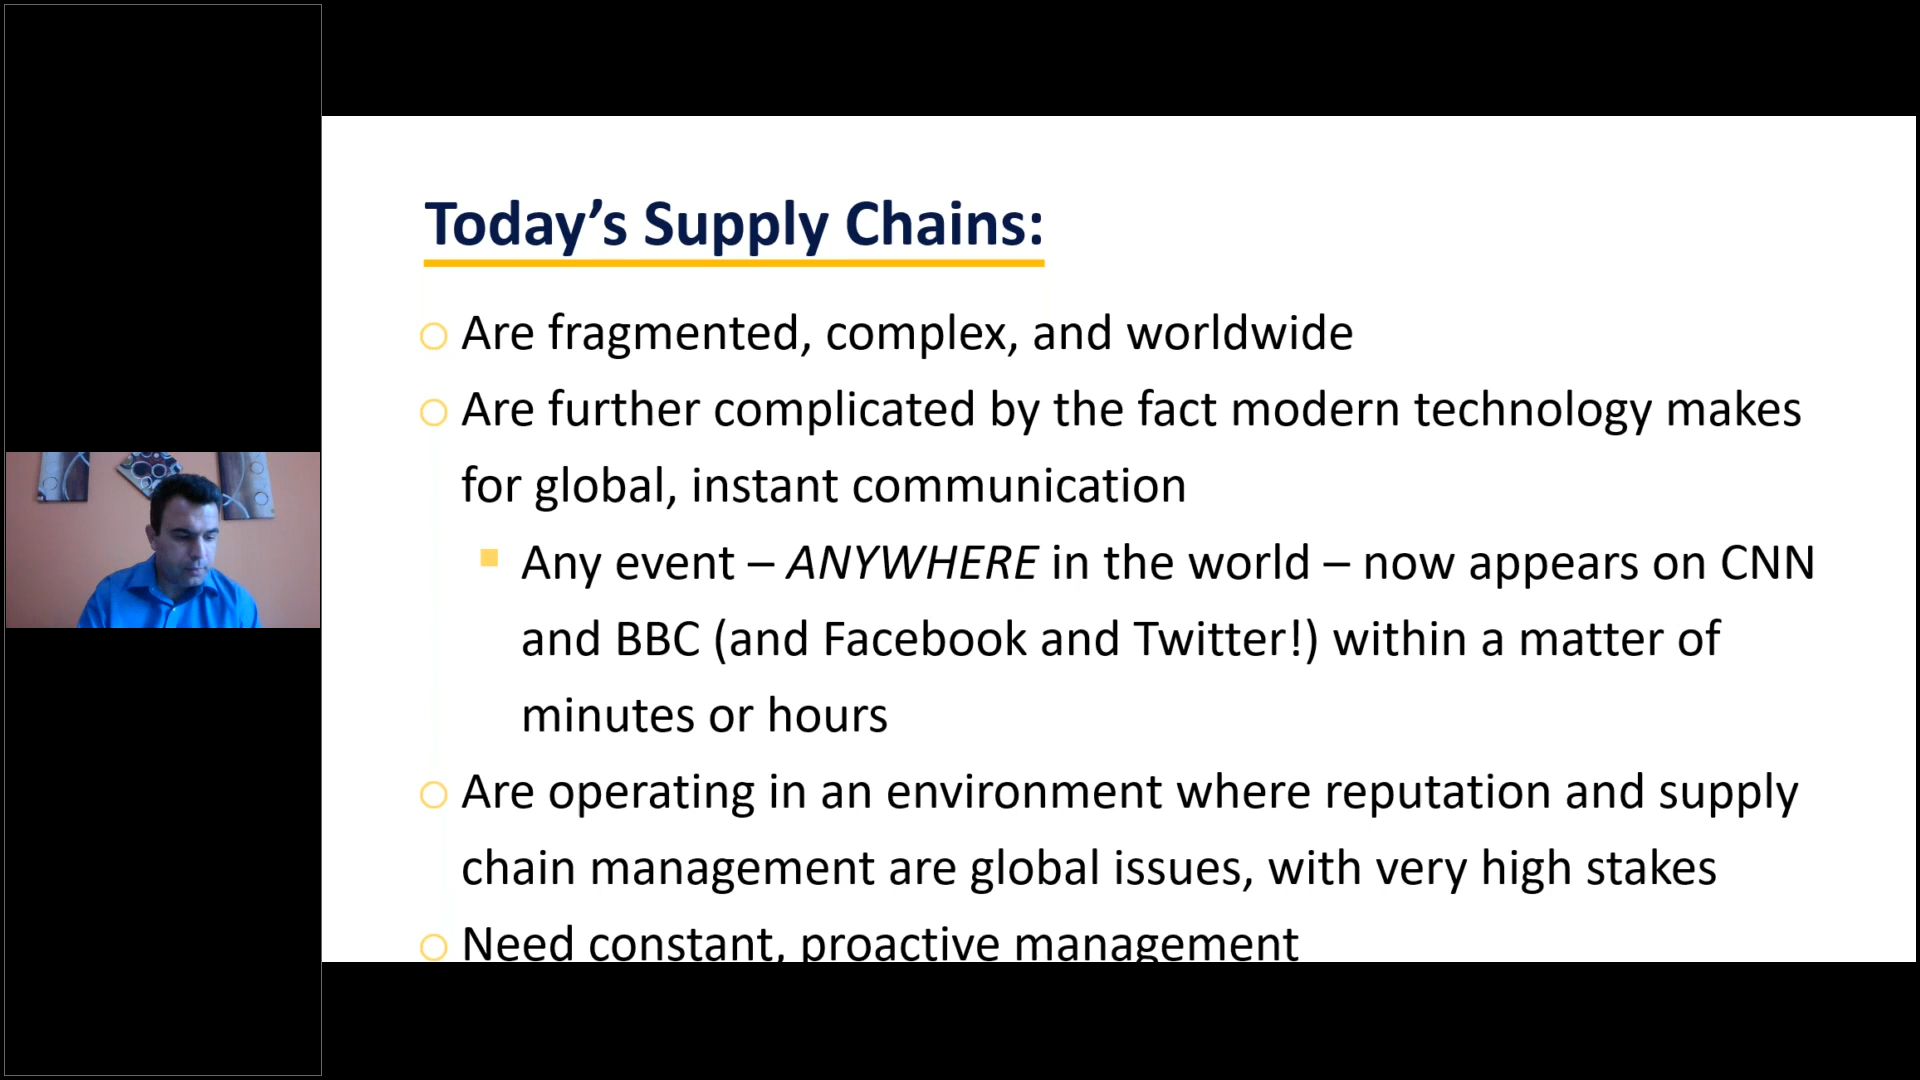 Today’s Supply Chains:
Are fragmented, complex, and worldwide
Are further complicated by the fact modern technology makes
for global, instant communication
Any event – ANYWHERE in the world – now appears on CNN
and BBC (and Facebook and Twitter!) within a matter of
minutes or hours
Are operating in an environment where reputation and supply
chain management are global issues, with very high stakes
Need constant, proactive management